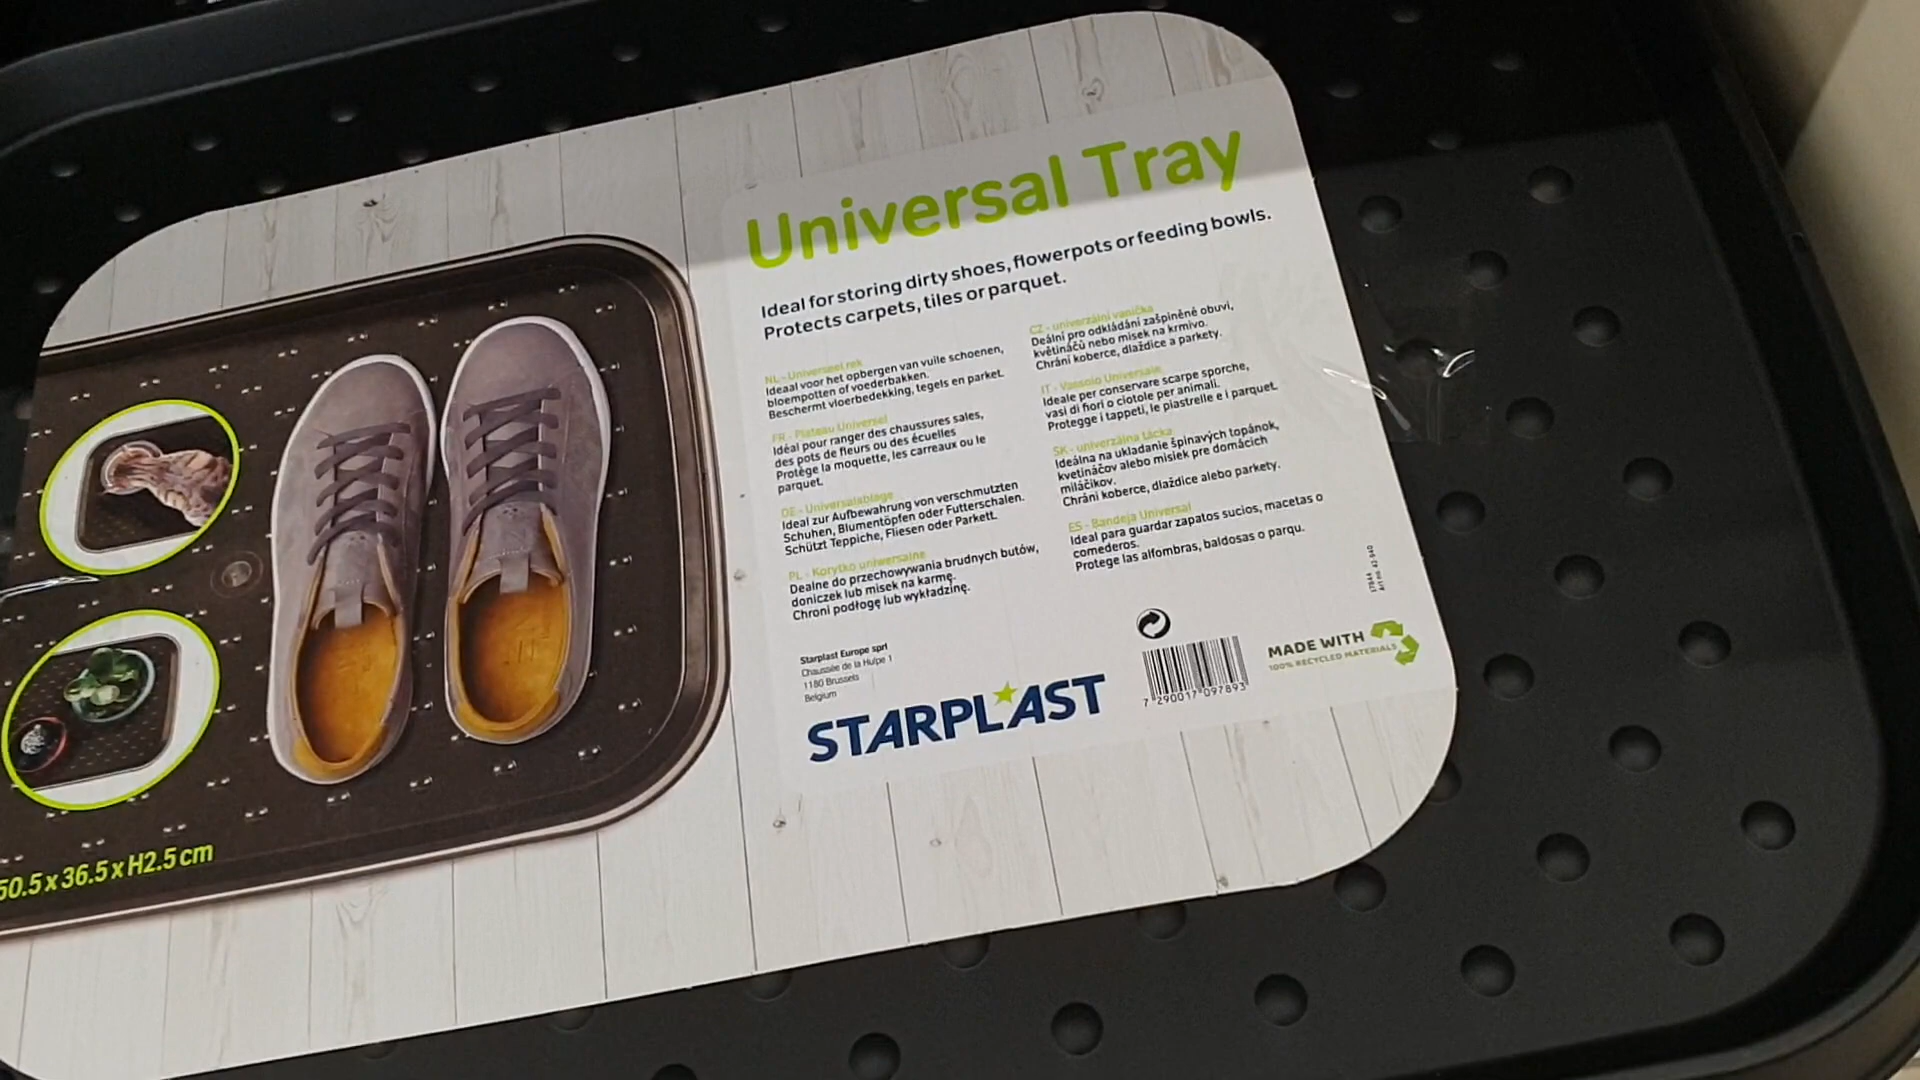 Universal Tray
Ideal for storing dirty shoes, flowerpots or feeding bowls.
Protects carpets, tiles or parquet.
NL - Universeel rek
Ideaal voor het opbergen van vuile schoenen,
bloempotten of voederbakken.
Beschermt vloerbedekking, tegels en parket.
FR - Plateau Universel
Idéal pour ranger des chaussures sales,
des pots de fleurs ou des écuelles
Protège la moquette, les carreaux ou le
parquet.
DE - Universalablage
Ideal zur Aufbewahrung von verschmutzten
Schuhen, Blumentöpfen oder Futterschalen.
Schützt Teppiche, Fliesen oder Parkett.
PL - Korytko uniwersalne
Dealne do przechowywania brudnych butów,
doniczek lub misek na karmę.
Chroni podłogę lub wykładzinę.
CZ - univerzální vanička
Deální pro odkládání zašpiněné obuvi,
květináčů nebo misek na krmivo.
Chrání koberce, dlaždice a parkety.
IT - Vassoio Universale
Ideale per conservare scarpe sporche,
vasi di fiori o ciotole per animali.
Protegge i tappeti, le piastrelle e i parquet.
SK - univerzálna tácka
Ideálna na ukladanie špinavých topánok,
kvetináčov alebo misiek pre domácich
miláčikov.
Chráni koberce, dlaždice alebo parkety.
ES - Bandeja Universal
Ideal para guardar zapatos sucios, macetas o
comederos.
Protege las alfombras, baldosas o parqu.
Starplast Europe sprl
Chaussée de la Hulpe 1
1180 Brussels
Belgium
STARPLAST
7 290017 097893
MADE WITH
100% RECYCLED MATERIALS
50.5 x 36.5 x H2.5 cm